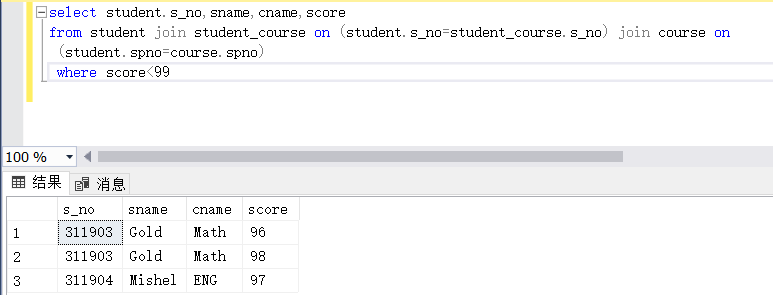 select student.s_no,sname,cname,score
from student join student_course on (student.s_no=student_course.s_no) join course on
(student.spno=course.spno)
where score<99
100 %
结果 消息
s_no sname cname score
1 311903 Gold Math 96
2 311903 Gold Math 98
3 311904 Mishel ENG 97